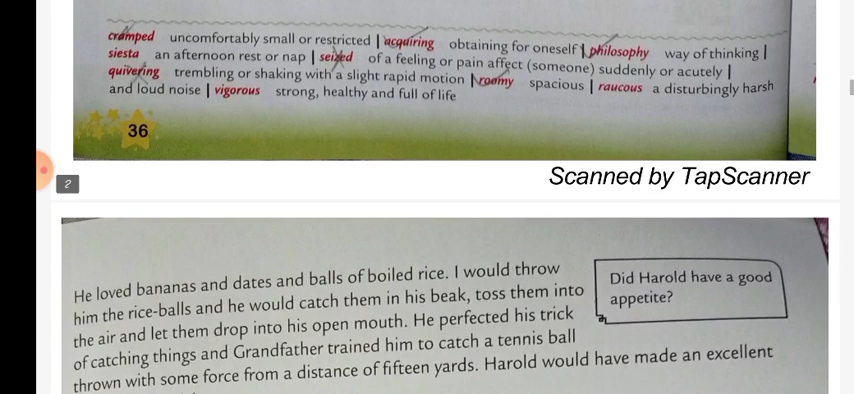 cramped uncomfortably small or restricted | acquiring obtaining for oneself | philosophy way of thinking |
siesta an afternoon rest or nap | seized of a feeling or pain affect (someone) suddenly or acutely |
quivering trembling or shaking with a slight rapid motion | roomy spacious | raucous a disturbingly harsh
and loud noise | vigorous strong, healthy and full of life
36
2
Scanned by TapScanner
He loved bananas and dates and balls of boiled rice. I would throw
him the rice-balls and he would catch them in his beak, toss them into
the air and let them drop into his open mouth. He perfected his trick
of catching things and Grandfather trained him to catch a tennis ball
thrown with some force from a distance of fifteen yards. Harold would have made an excellent
Did Harold have a good
appetite?